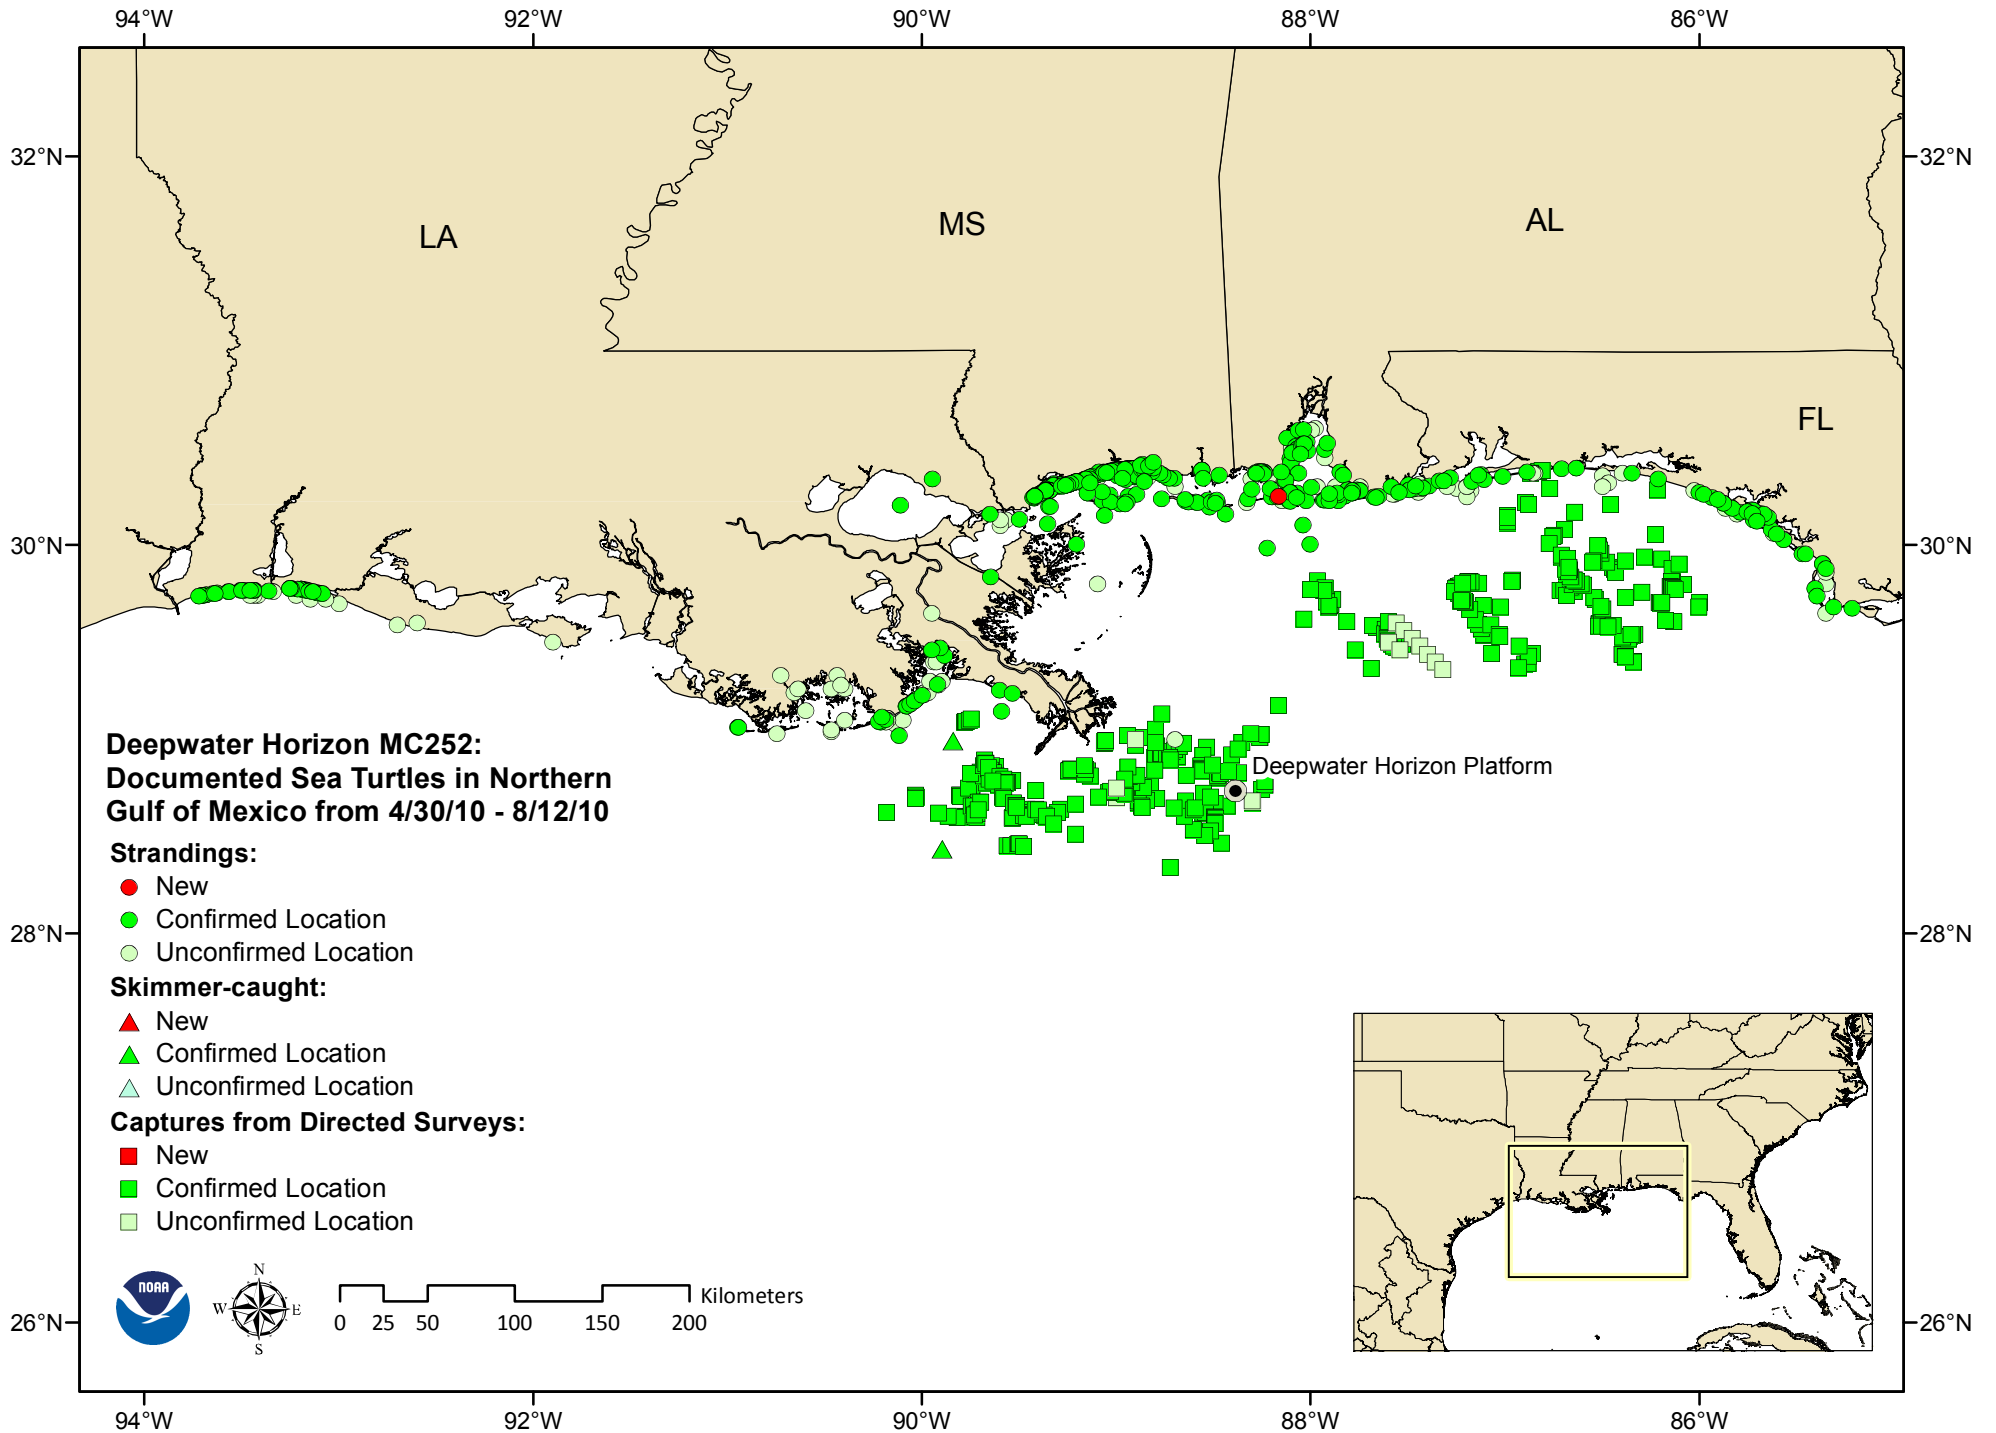 94°W 92°W 90°W 88°W 86°W
32°N 32°N
LA
MS
AL
FL
30°N 30°N
Deepwater Horizon Platform
Deepwater Horizon MC252:
Documented Sea Turtles in Northern
Gulf of Mexico from 4/30/10 - 8/12/10
Strandings:
New
Confirmed Location
Unconfirmed Location
28°N 28°N
Skimmer-caught:
New
Confirmed Location
Unconfirmed Location
Captures from Directed Surveys:
New
Confirmed Location
Unconfirmed Location
NOAA
N
W E
S
Kilometers
0 25 50 100 150 200
26°N 26°N
94°W 92°W 90°W 88°W 86°W